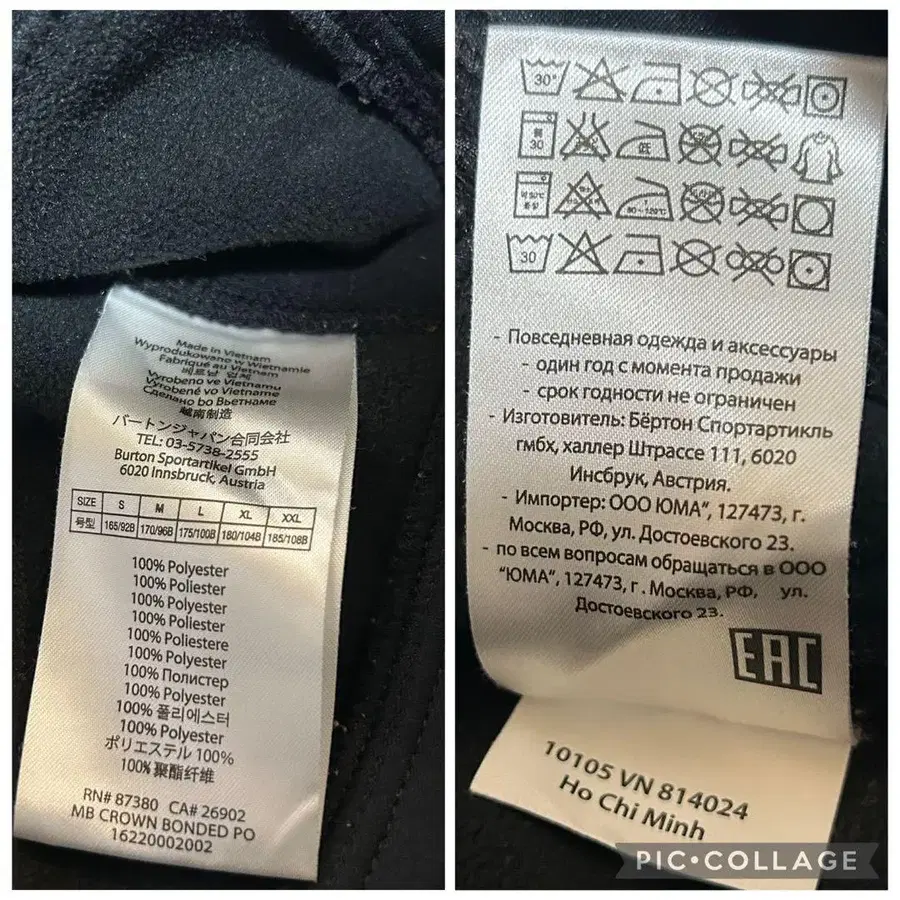 Made in Vietnam
Wyprodukowano w Wietnamie
Fabriqué au Vietnam
베트남
Vyrobeno ve Vietnamu
Vyrobené vo Vietname
Сделано во Вьетнаме
越南制造
バートンジャパン合同会社
TEL: 03-5738-2555
Burton Sportartikel GmbH
6020 Innsbruck, Austria
SIZE S M L XL XXL
号型 165/92B 170/96B 175/100B 180/104B 185/108B
100% Polyester
100% Poliester
100% Polyester
100% Poliester
100% Poliestere
100% Polyester
100% Полистер
100% Polyester
100% 폴리에스터
100% Polyester
ポリエステル 100%
100% 聚酯纤维
RN# 87380 CA# 26902
MB CROWN BONDED PO
16220002002
30°
30 低
80~120℃
30
- Повседневная одежда и аксессуары
- один год с момента продажи
- срок годности не ограничен
- Изготовитель: Бёртон Спортартикль
гмбх, халлер Штрассе 111, 6020
Инсбрук, Австрия.
- Импортер: ООО ЮМА”, 127473, г.
Москва, РФ, ул. Достоевского 23.
- по всем вопросам обращаться в ООО
“ЮМА”, 127473, г . Москва, РФ, ул.
Достоевского 23.
EAC
10105 VN 814024
Ho Chi Minh
PIC•COLLAGE